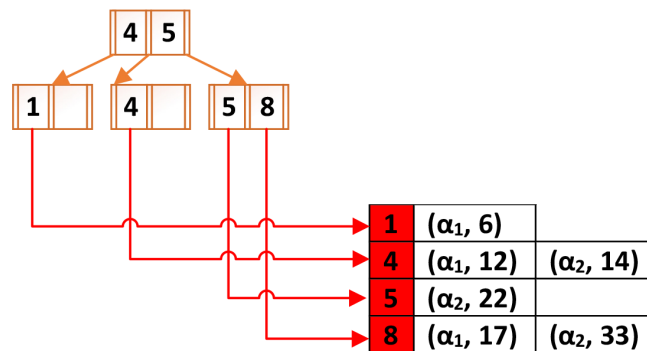 4 5
1 4 5 8
1 (α₁, 6)
4 (α₁, 12) (α₂, 14)
5 (α₂, 22)
8 (α₁, 17) (α₂, 33)